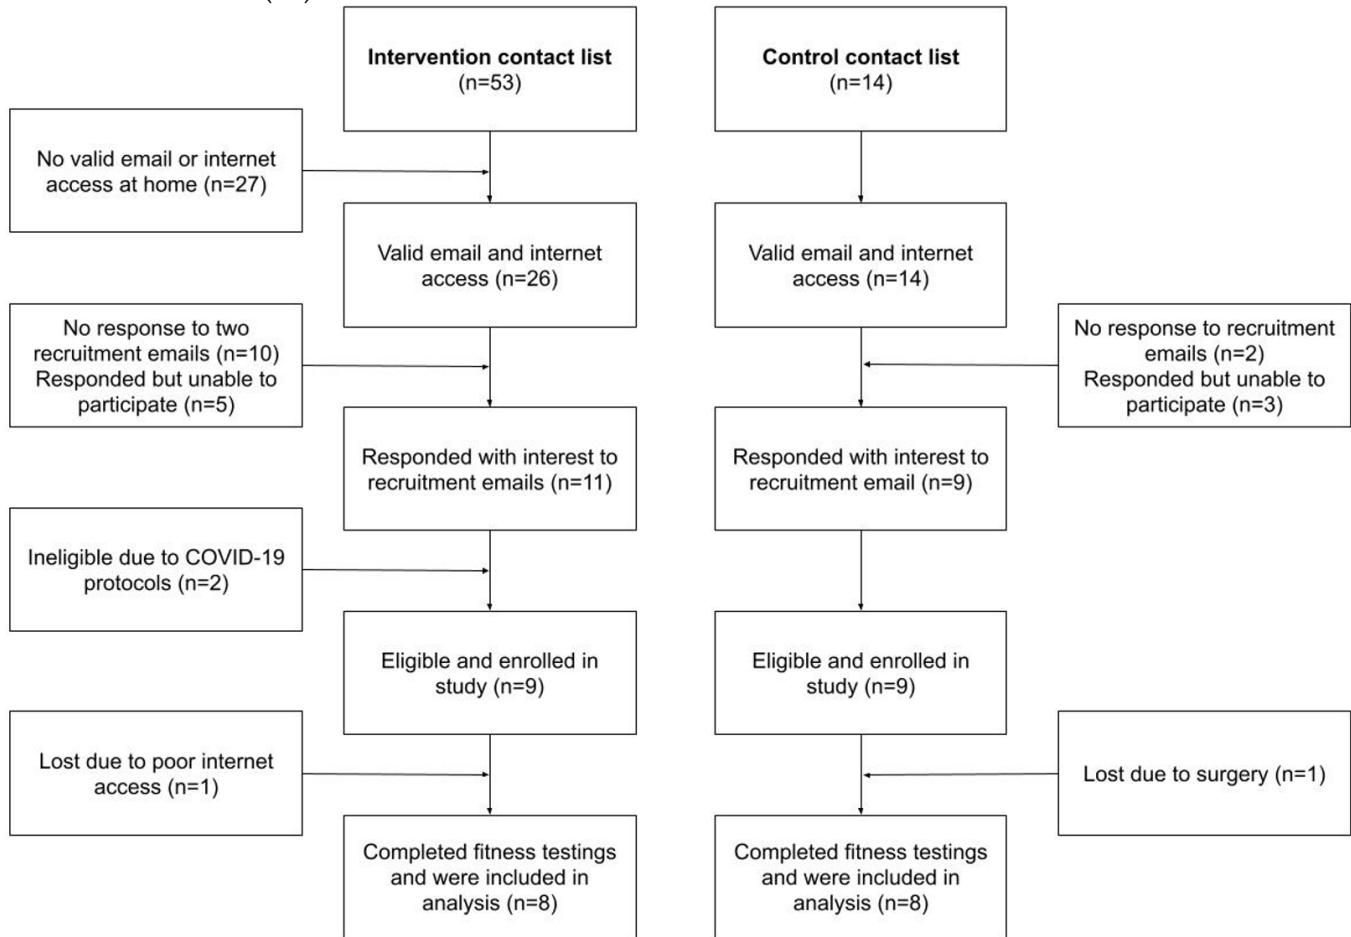 Intervention contact list
(n=53)
Control contact list
(n=14)
No valid email or internet
access at home (n=27)
Valid email and internet
access (n=26)
Valid email and internet
access (n=14)
No response to two
recruitment emails (n=10)
Responded but unable to
participate (n=5)
No response to recruitment
emails (n=2)
Responded but unable to
participate (n=3)
Responded with interest to
recruitment emails (n=11)
Responded with interest to
recruitment email (n=9)
Ineligible due to COVID-19
protocols (n=2)
Eligible and enrolled in
study (n=9)
Eligible and enrolled in
study (n=9)
Lost due to poor internet
access (n=1)
Lost due to surgery (n=1)
Completed fitness testings
and were included in
analysis (n=8)
Completed fitness testings
and were included in
analysis (n=8)